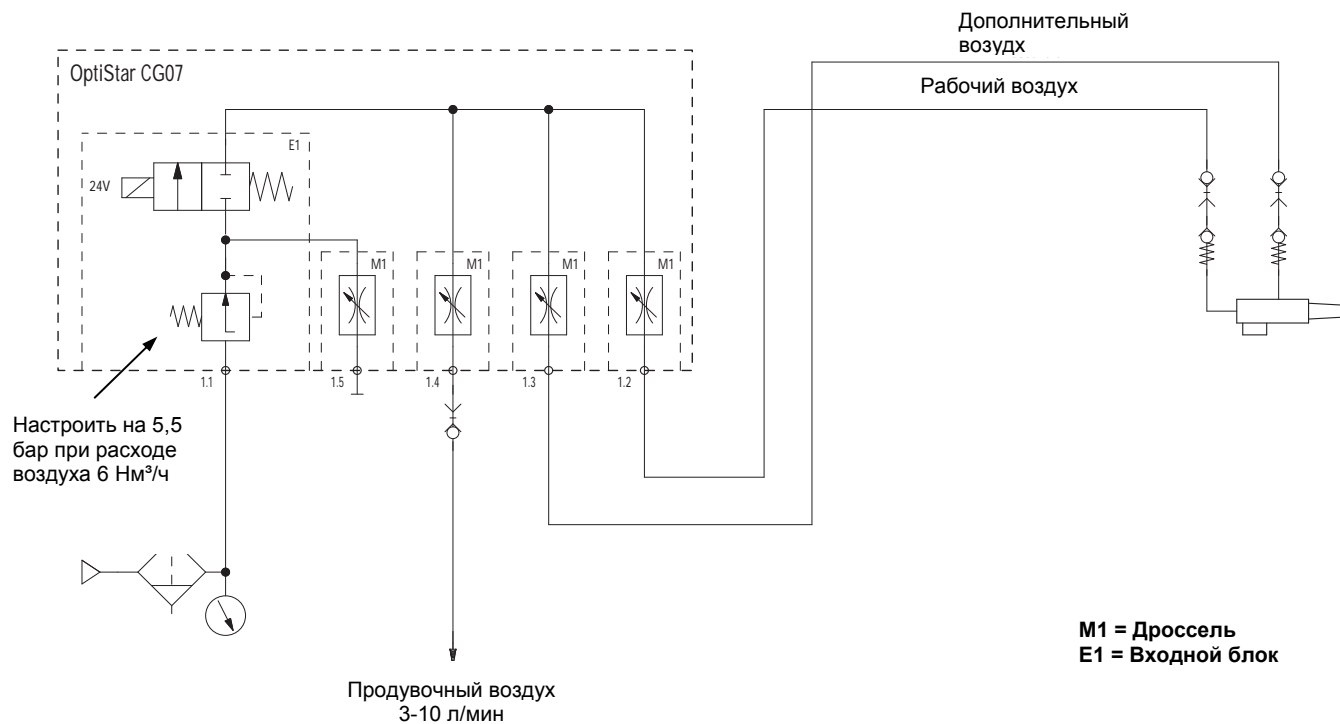 Дополнительный
возудх
OptiStar CG07
Рабочий воздух
E1
24V
M1
M1
M1
M1
1.1
1.5
1.4
1.3
1.2
Настроить на 5,5
бар при расходе
воздуха 6 Нм³/ч
M1 = Дроссель
E1 = Входной блок
Продувочный воздух
3-10 л/мин